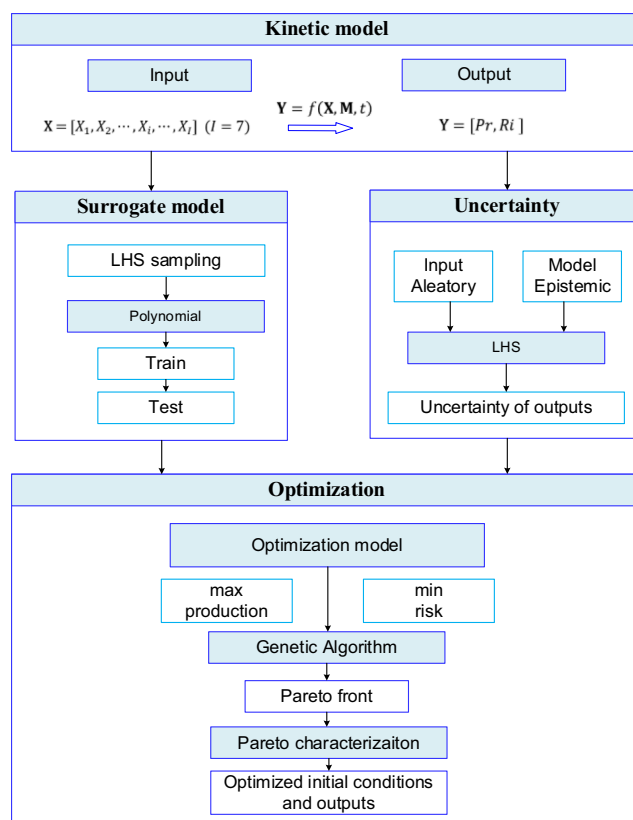 Kinetic model
Input
Output
𝐗 = [X₁, X₂, ⋯, Xᵢ, ⋯, X_I] (I = 7)
𝐘 = f(𝐗, 𝐌, t)
𝐘 = [Pr, Ri ]
Surrogate model
LHS sampling
Polynomial
Train
Test
Uncertainty
Input
Aleatory
Model
Epistemic
LHS
Uncertainty of outputs
Optimization
Optimization model
max
production
min
risk
Genetic Algorithm
Pareto front
Pareto characterizaiton
Optimized initial conditions
and outputs